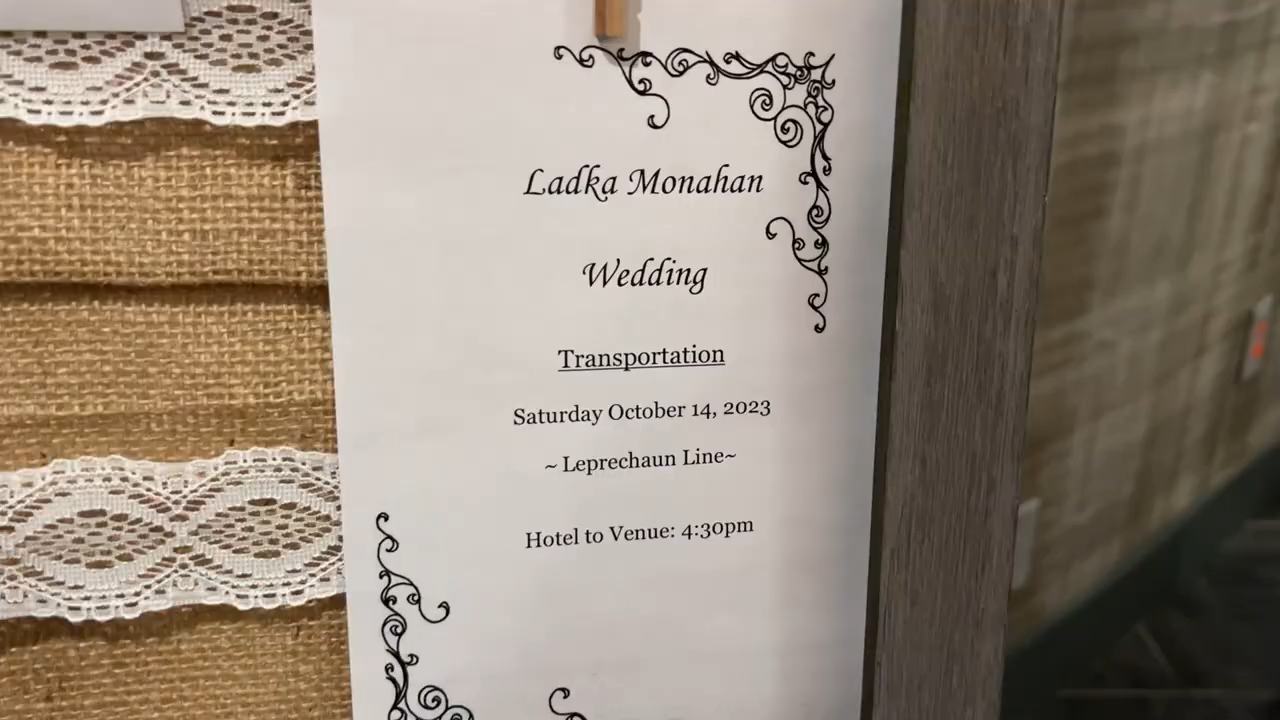 Ladka Monahan
Wedding
Transportation
Saturday October 14, 2023
~ Leprechaun Line~
Hotel to Venue: 4:30pm